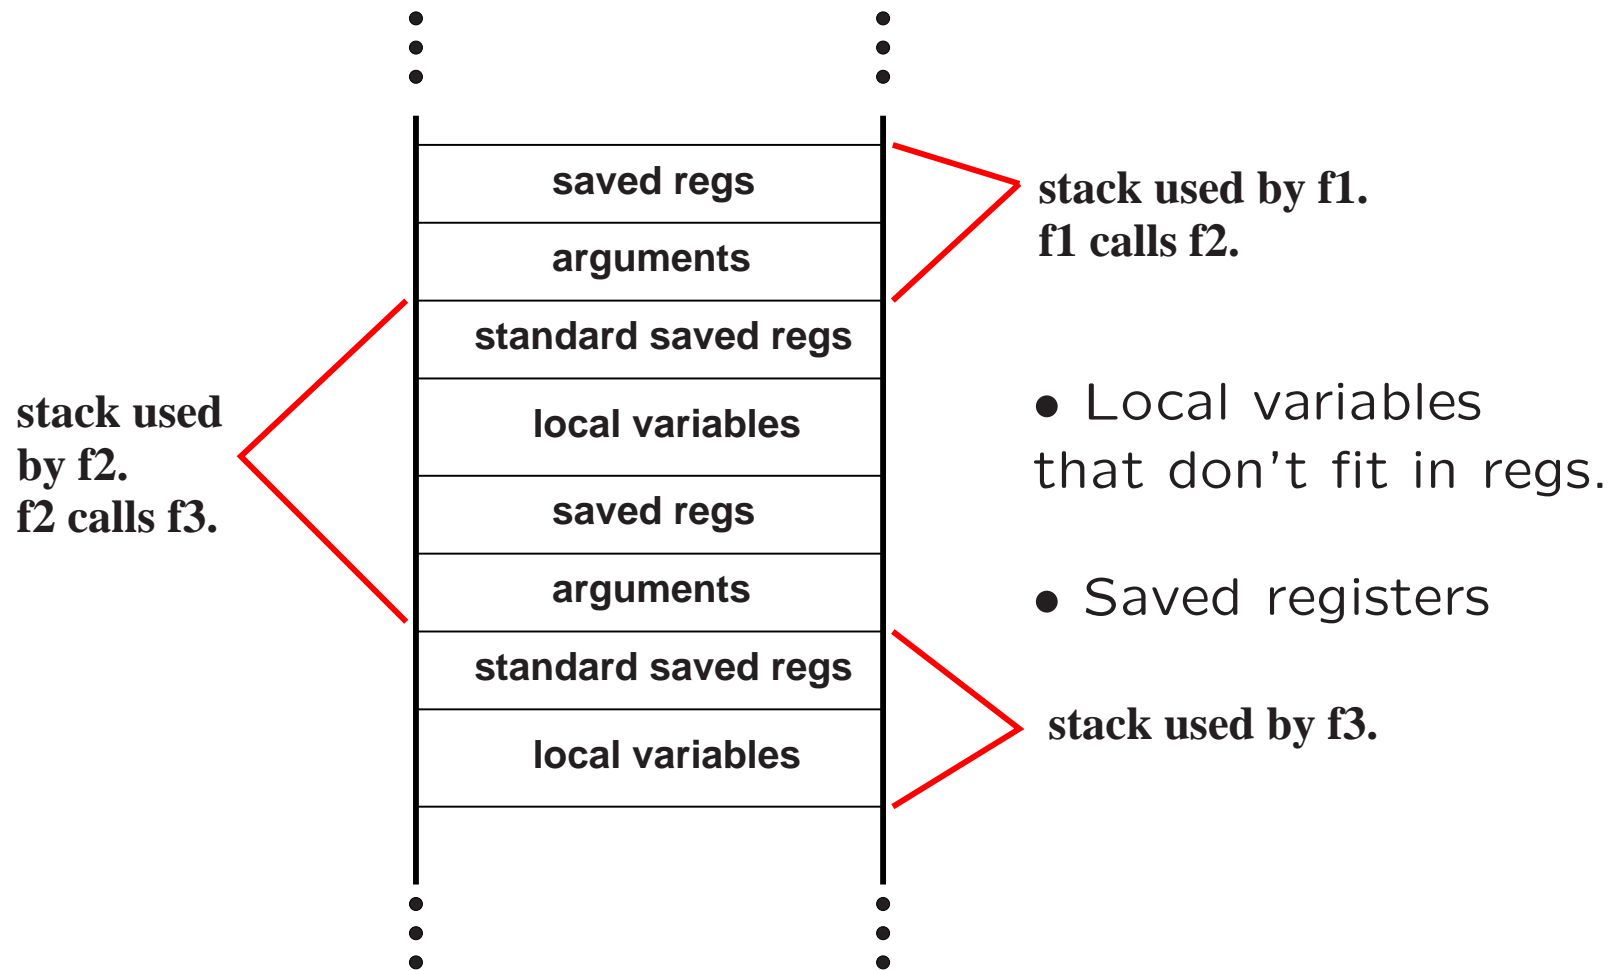 saved regs
arguments
standard saved regs
local variables
saved regs
arguments
standard saved regs
local variables
stack used
by f2.
f2 calls f3.
stack used by f1.
f1 calls f2.
• Local variables
that don't fit in regs.
• Saved registers
stack used by f3.